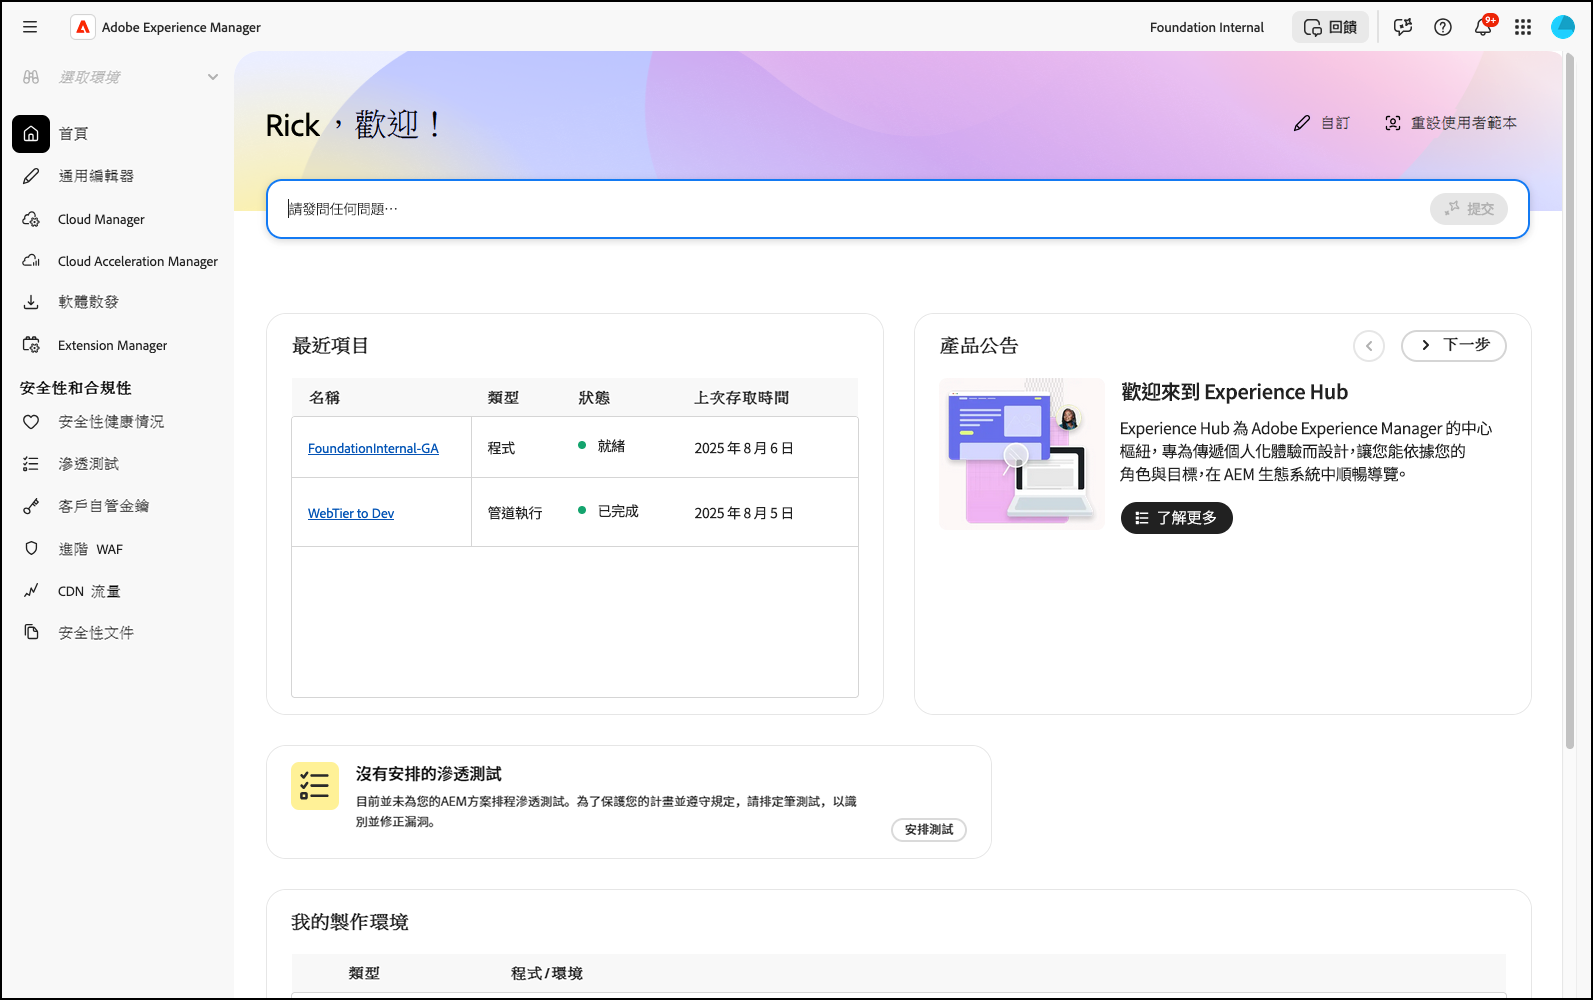 Adobe Experience Manager
Foundation Internal
回饋
9+
選取環境
首頁
通用編輯器
Cloud Manager
Cloud Acceleration Manager
軟體散發
Extension Manager
安全性和合規性
安全性健康情況
滲透測試
客戶自管金鑰
進階 WAF
CDN 流量
安全性文件
Rick，歡迎！
自訂
重設使用者範本
請發問任何問題⋯
提交
最近項目
名稱 類型 狀態 上次存取時間
FoundationInternal-GA 程式 就緒 2025 年 8 月 6 日
WebTier to Dev 管道執行 已完成 2025 年 8 月 5 日
產品公告
下一步
歡迎來到 Experience Hub
Experience Hub 為 Adobe Experience Manager 的中心
樞紐，專為傳遞個人化體驗而設計，讓您能依據您的
角色與目標，在 AEM 生態系統中順暢導覽。
了解更多
沒有安排的滲透測試
目前並未為您的AEM方案排程滲透測試。為了保護您的計畫並遵守規定，請排定筆測試，以識
別並修正漏洞。
安排測試
我的製作環境
類型 程式/環境